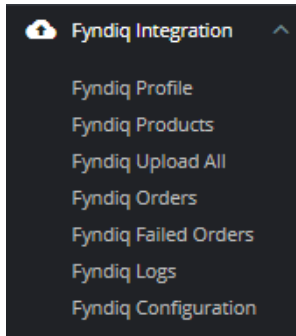 Fyndiq Integration
Fyndiq Profile
Fyndiq Products
Fyndiq Upload All
Fyndiq Orders
Fyndiq Failed Orders
Fyndiq Logs
Fyndiq Configuration